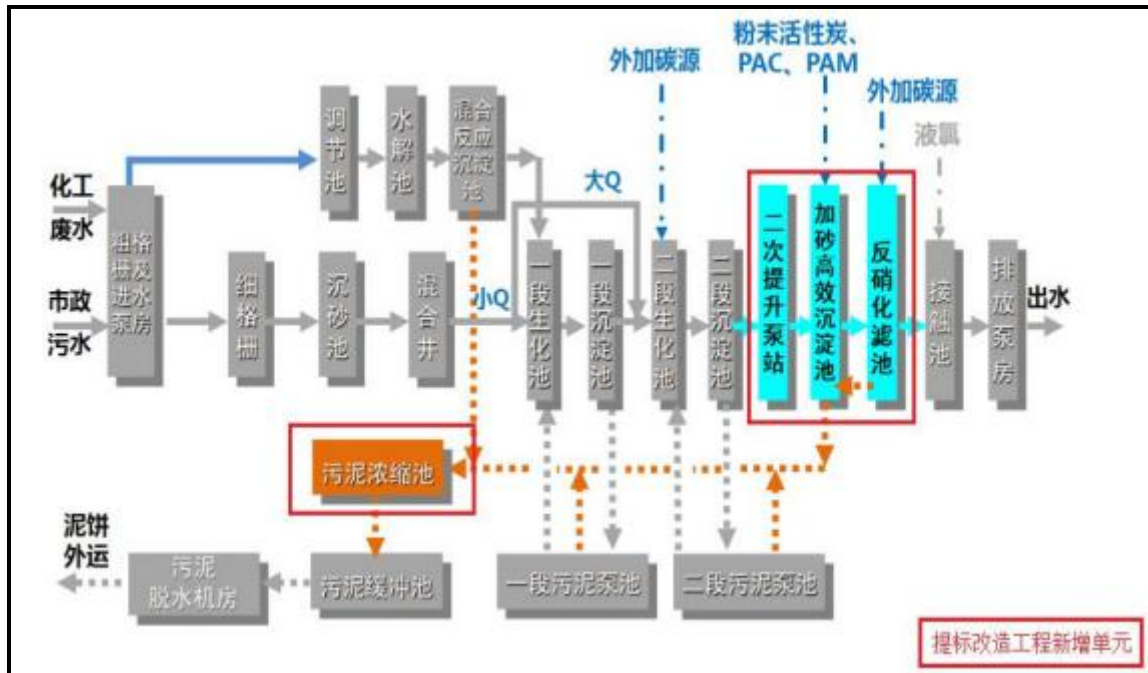 粉末活性炭、
PAC、PAM
外加碳源
外加碳源
液氯
调节池
水解池
混合
反应
沉淀
池
大Q
化工
废水
粗格
栅及
进水
泵房
市政
污水
细格栅
沉砂池
混合井
小Q
一段生化池
一段沉淀池
二段生化池
二段沉淀池
二次提升泵站
加砂高效沉淀池
反硝化滤池
接触池
排放泵房
出水
污泥浓缩池
泥饼
外运
污泥
脱水机房
污泥缓冲池
一段污泥泵池
二段污泥泵池
提标改造工程新增单元